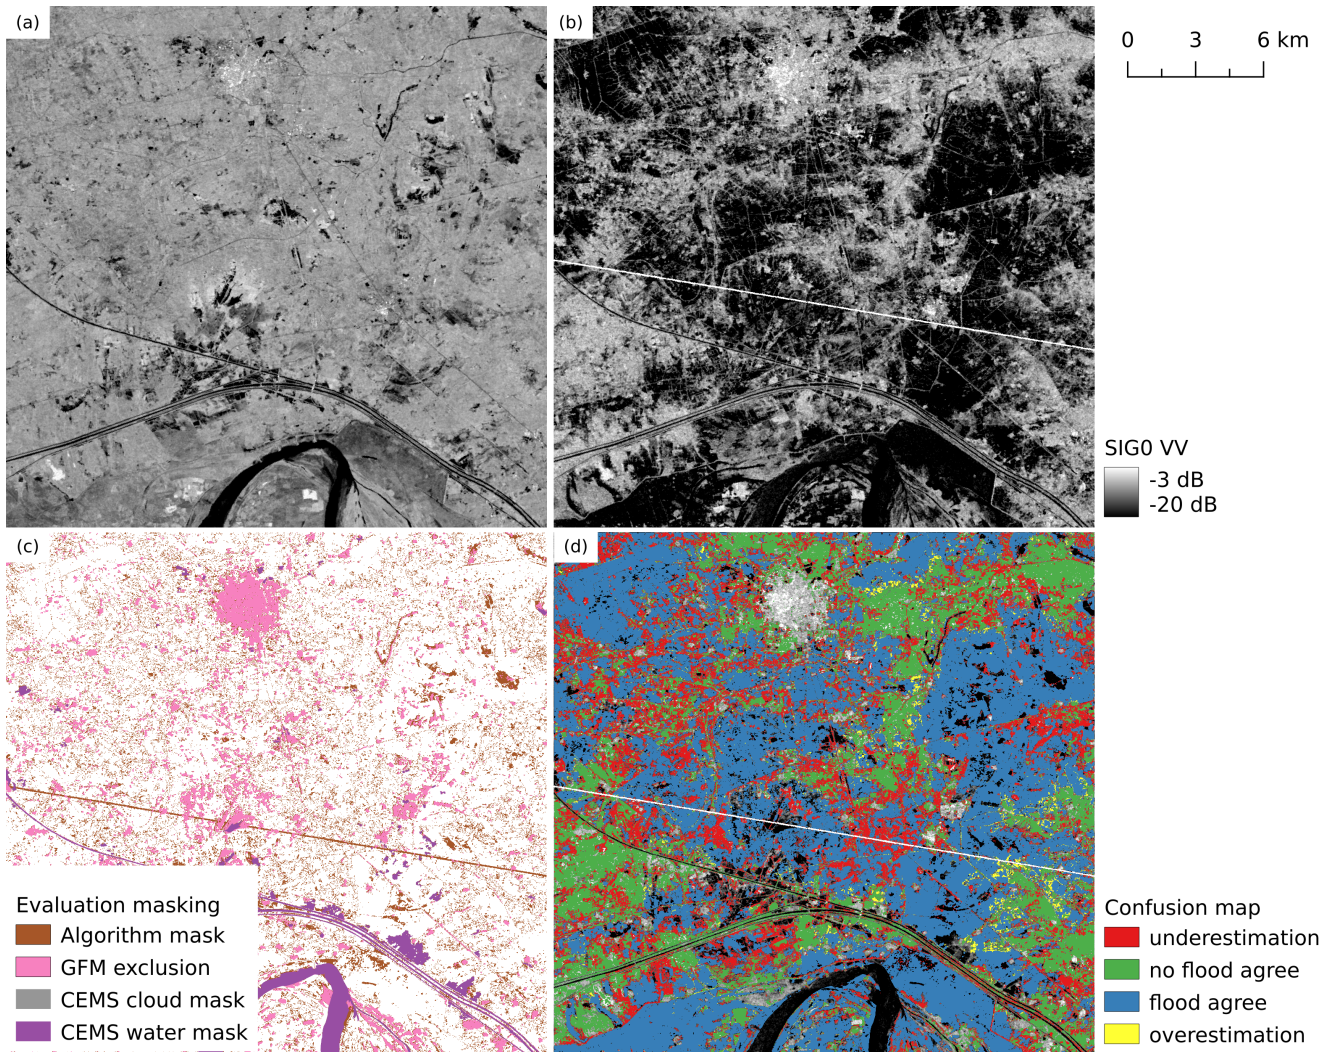 (a)
(b)
0 3 6 km
SIG0 VV
-3 dB
-20 dB
(c)
(d)
Evaluation masking
Algorithm mask
GFM exclusion
CEMS cloud mask
CEMS water mask
Confusion map
underestimation
no flood agree
flood agree
overestimation